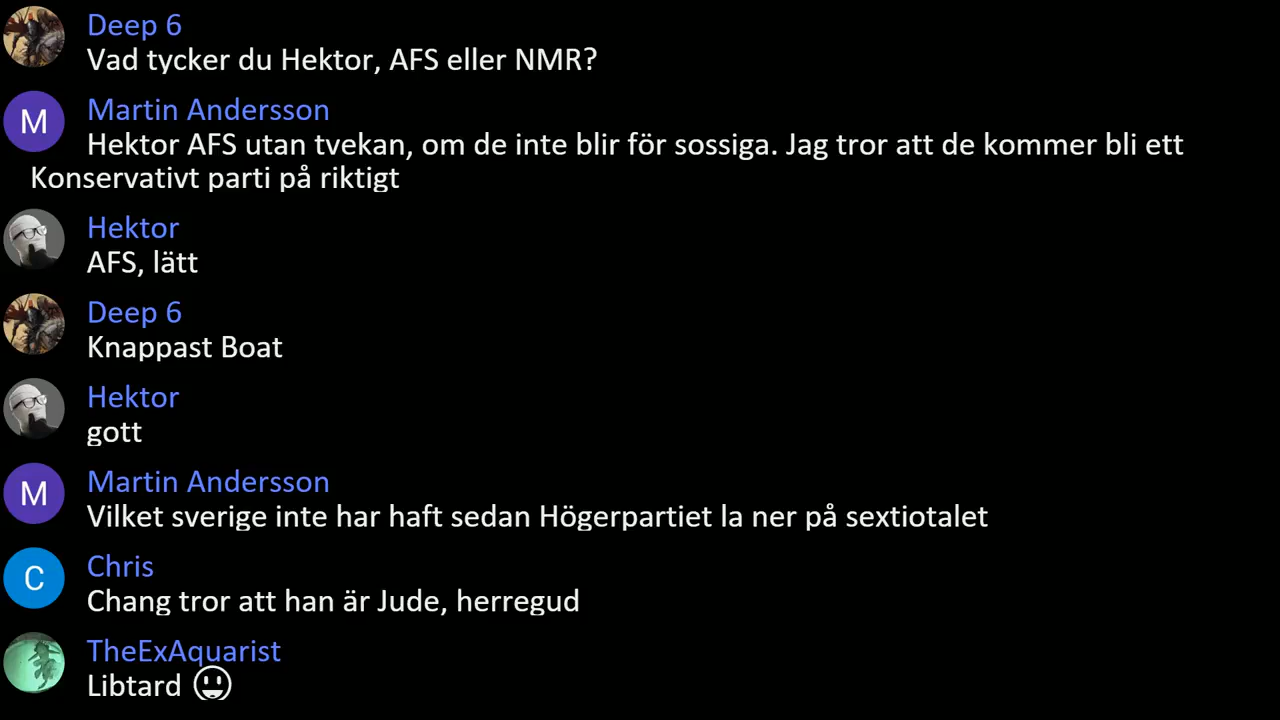 Deep 6
Vad tycker du Hektor, AFS eller NMR?
M
Martin Andersson
Hektor AFS utan tvekan, om de inte blir för sossiga. Jag tror att de kommer bli ett
Konservativt parti på riktigt
Hektor
AFS, lätt
Deep 6
Knappast Boat
Hektor
gott
M
Martin Andersson
Vilket sverige inte har haft sedan Högerpartiet la ner på sextiotalet
C
Chris
Chang tror att han är Jude, herregud
TheExAquarist
Libtard 😃